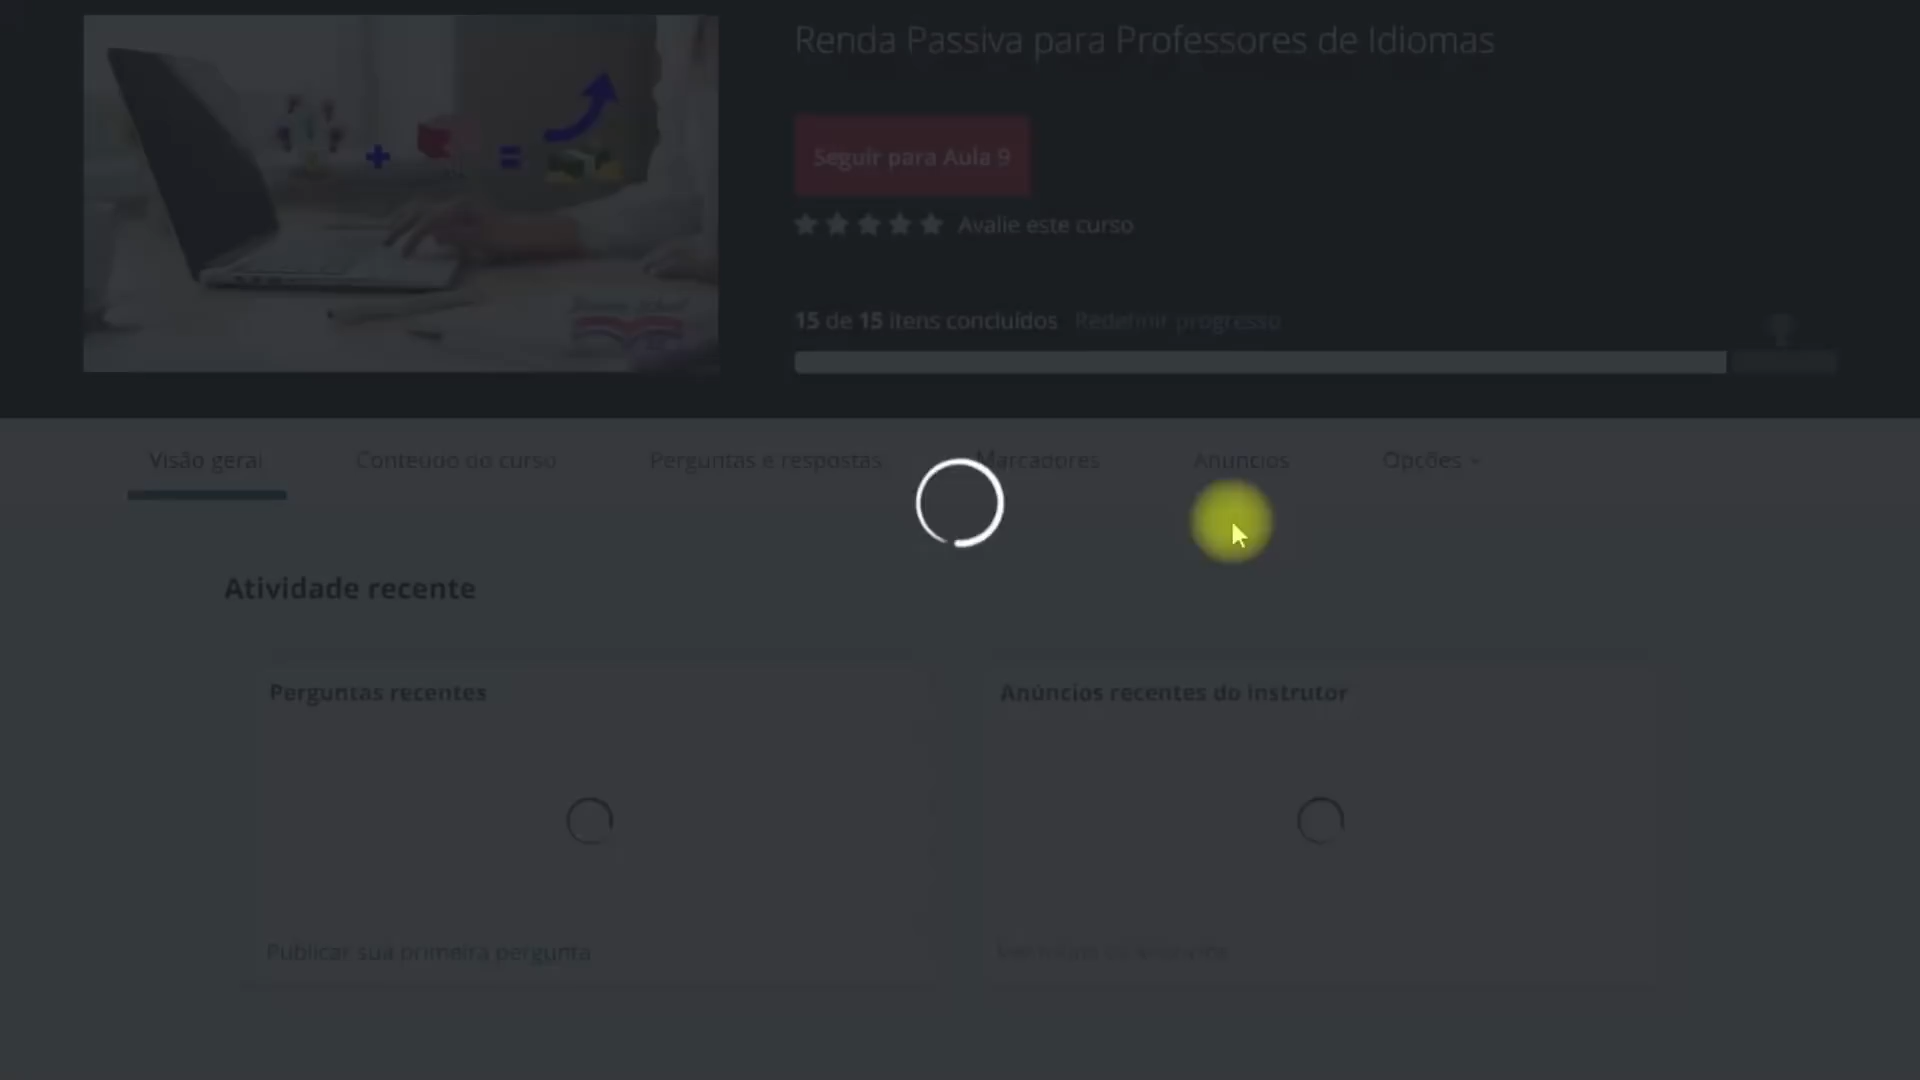 Renda Passiva para Professores de Idiomas
Seguir para Aula 9
Avalie este curso
15 de 15 itens concluídos Redefinir progresso
Visão geral Conteúdo do curso Perguntas e respostas Marcadores Anúncios Opções
Atividade recente
Perguntas recentes Anúncios recentes do instrutor
Publicar sua primeira pergunta